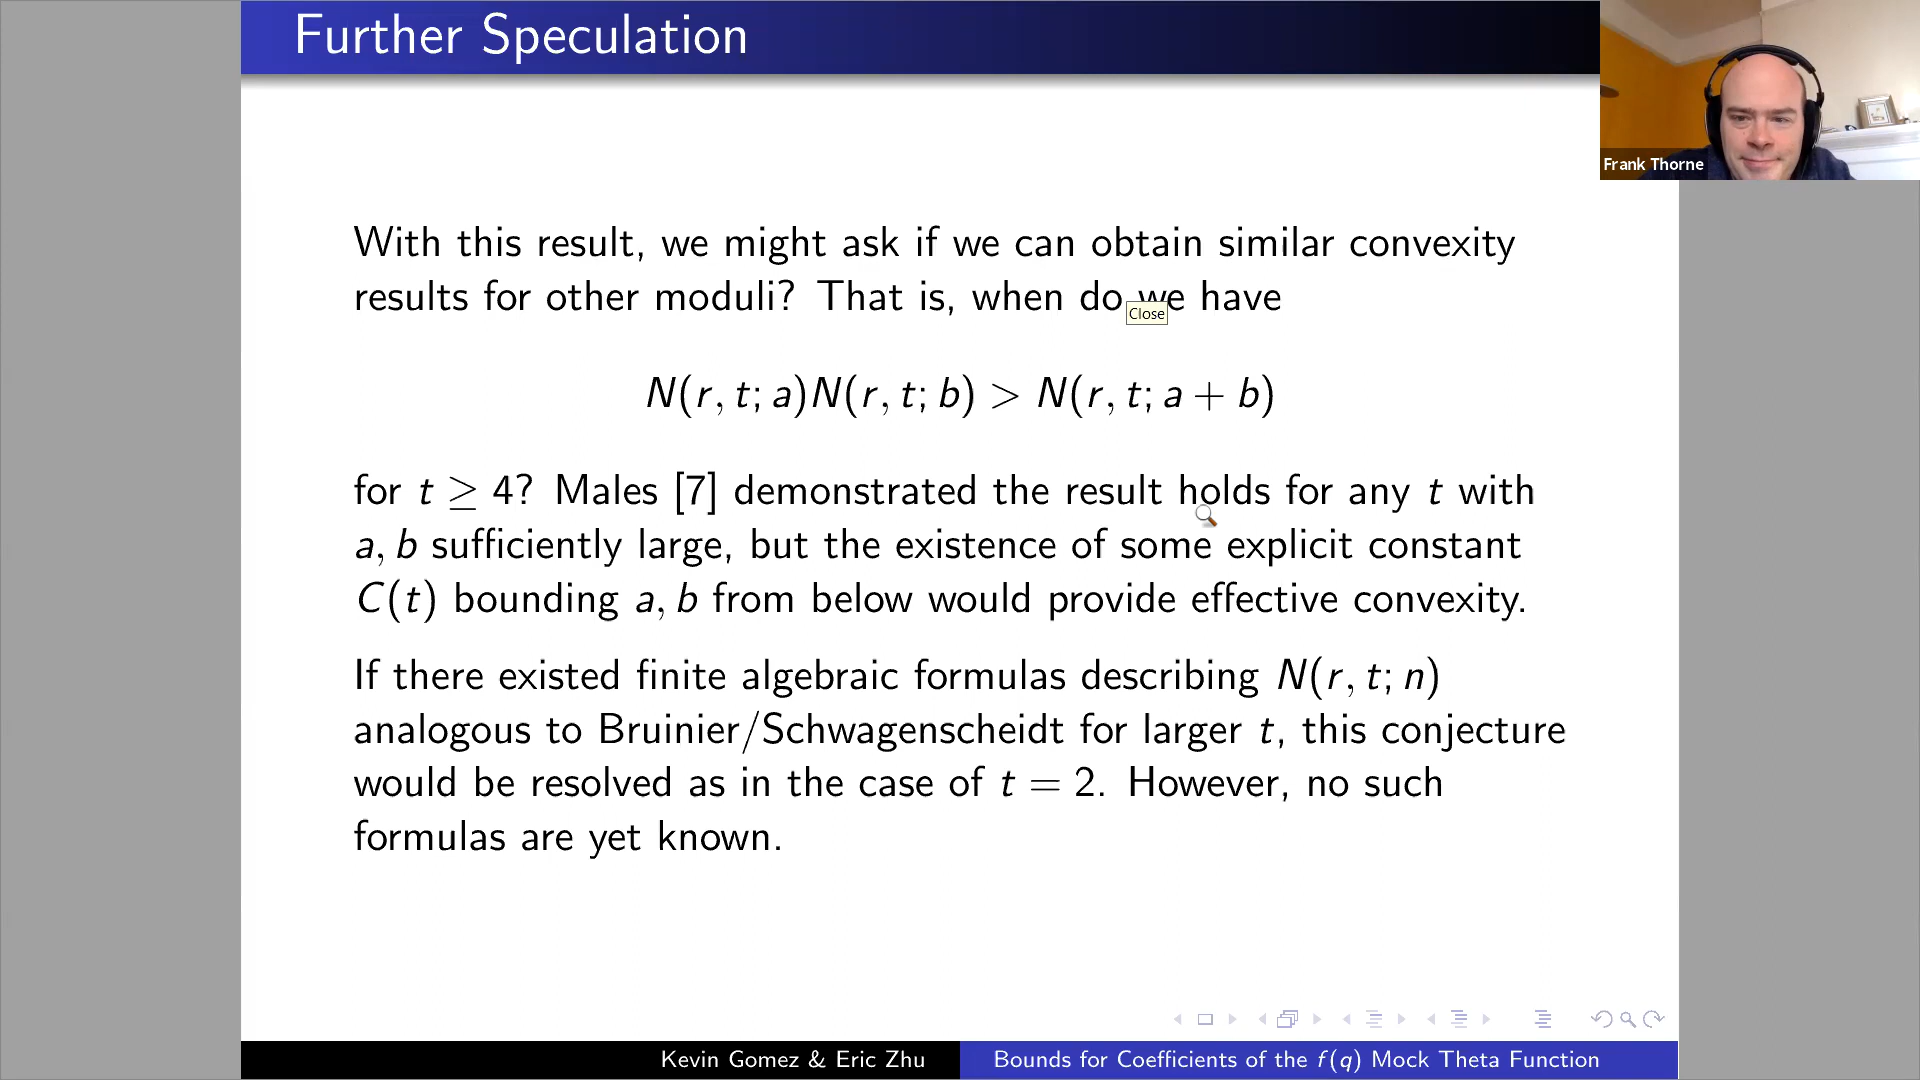 Further Speculation
Frank Thorne
With this result, we might ask if we can obtain similar convexity
results for other moduli? That is, when do we have
Close
N(r, t; a)N(r, t; b) > N(r, t; a + b)
for t ≥ 4? Males [7] demonstrated the result holds for any t with
a, b sufficiently large, but the existence of some explicit constant
C(t) bounding a, b from below would provide effective convexity.
If there existed finite algebraic formulas describing N(r, t; n)
analogous to Bruinier/Schwagenscheidt for larger t, this conjecture
would be resolved as in the case of t = 2. However, no such
formulas are yet known.
Kevin Gomez & Eric Zhu
Bounds for Coefficients of the f(q) Mock Theta Function